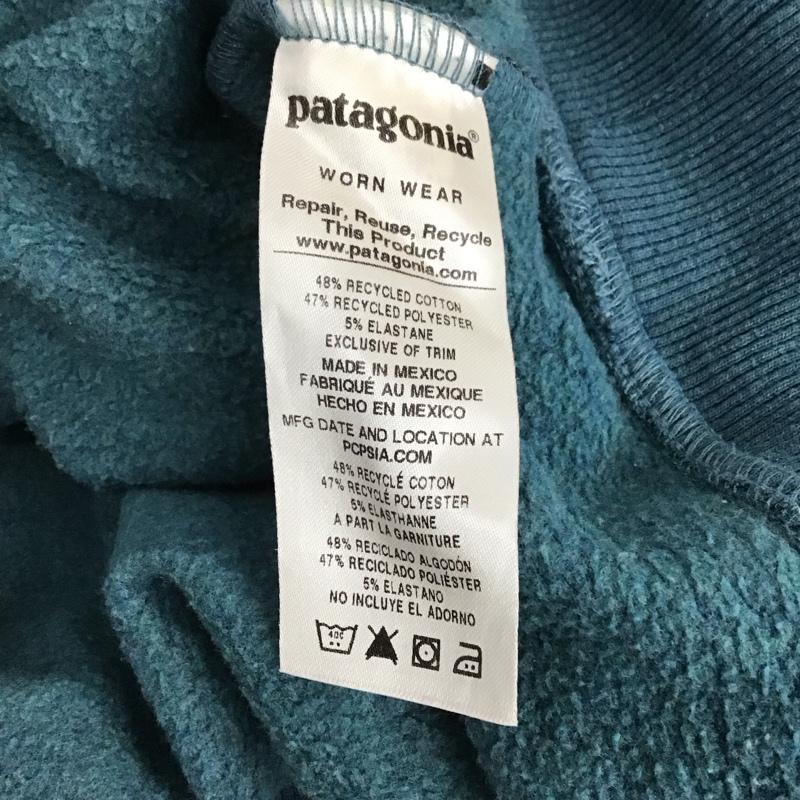 patagonia®
WORN WEAR
Repair, Reuse, Recycle
This Product
www.patagonia.com
48% RECYCLED COTTON
47% RECYCLED POLYESTER
5% ELASTANE
EXCLUSIVE OF TRIM
MADE IN MEXICO
FABRIQUÉ AU MEXIQUE
HECHO EN MEXICO
MFG DATE AND LOCATION AT
PCPSIA.COM
48% RECYCLÉ COTON
47% RECYCLÉ POLYESTER
5% ELASTHANNE
A PART LA GARNITURE
48% RECICLADO ALGODÓN
47% RECICLADO POLIÉSTER
5% ELASTANO
NO INCLUYE EL ADORNO
40C